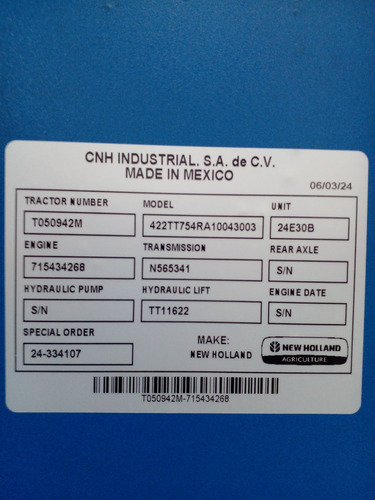 CNH INDUSTRIAL, S.A. de C.V.
MADE IN MEXICO
06/03/24
TRACTOR NUMBER MODEL UNIT
T050942M 422TT754RA10043003 24E30B
ENGINE TRANSMISSION REAR AXLE
715434268 N565341 S/N
HYDRAULIC PUMP HYDRAULIC LIFT ENGINE DATE
S/N TT11622 S/N
SPECIAL ORDER
24-334107
MAKE:
NEW HOLLAND
NEW HOLLAND
AGRICULTURE
T050942M-715434268